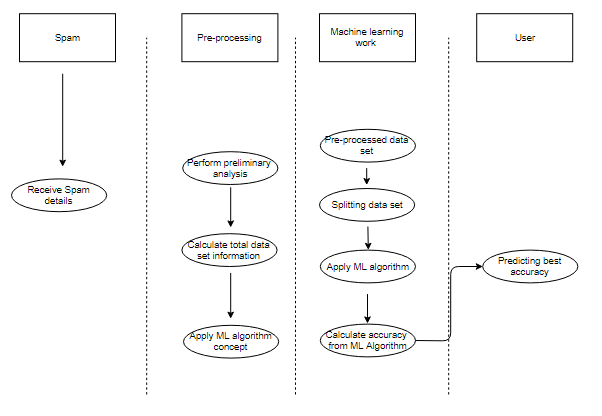 Spam
Pre-processing
Machine learning
work
User
Receive Spam
details
Perform preliminary
analysis
Calculate total data
set information
Apply ML algorithm
concept
Pre-processed data
set
Splitting data set
Apply ML algorithm
Calculate accuracy
from ML Algorithm
Predicting best
accuracy